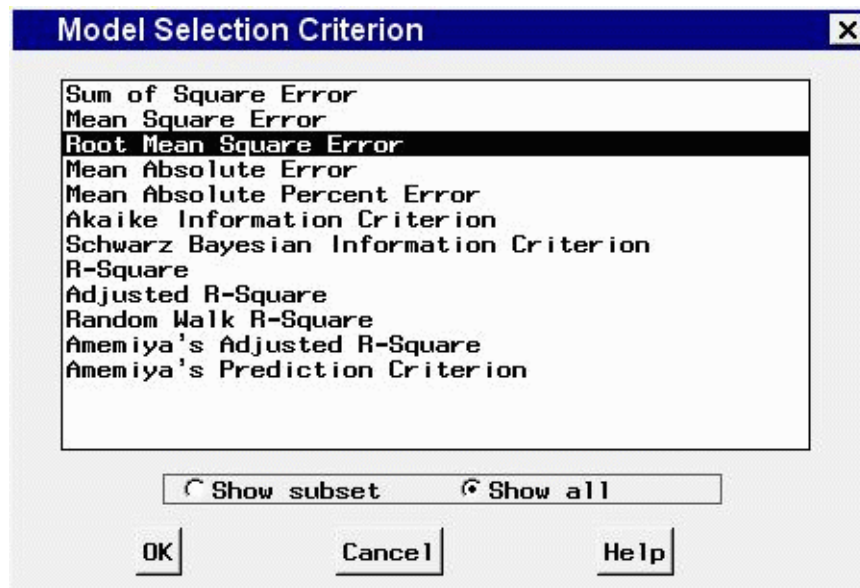 Model Selection Criterion
Sum of Square Error
Mean Square Error
Root Mean Square Error
Mean Absolute Error
Mean Absolute Percent Error
Akaike Information Criterion
Schwarz Bayesian Information Criterion
R-Square
Adjusted R-Square
Random Walk R-Square
Amemiya's Adjusted R-Square
Amemiya's Prediction Criterion
Show subset Show all
OK Cancel Help